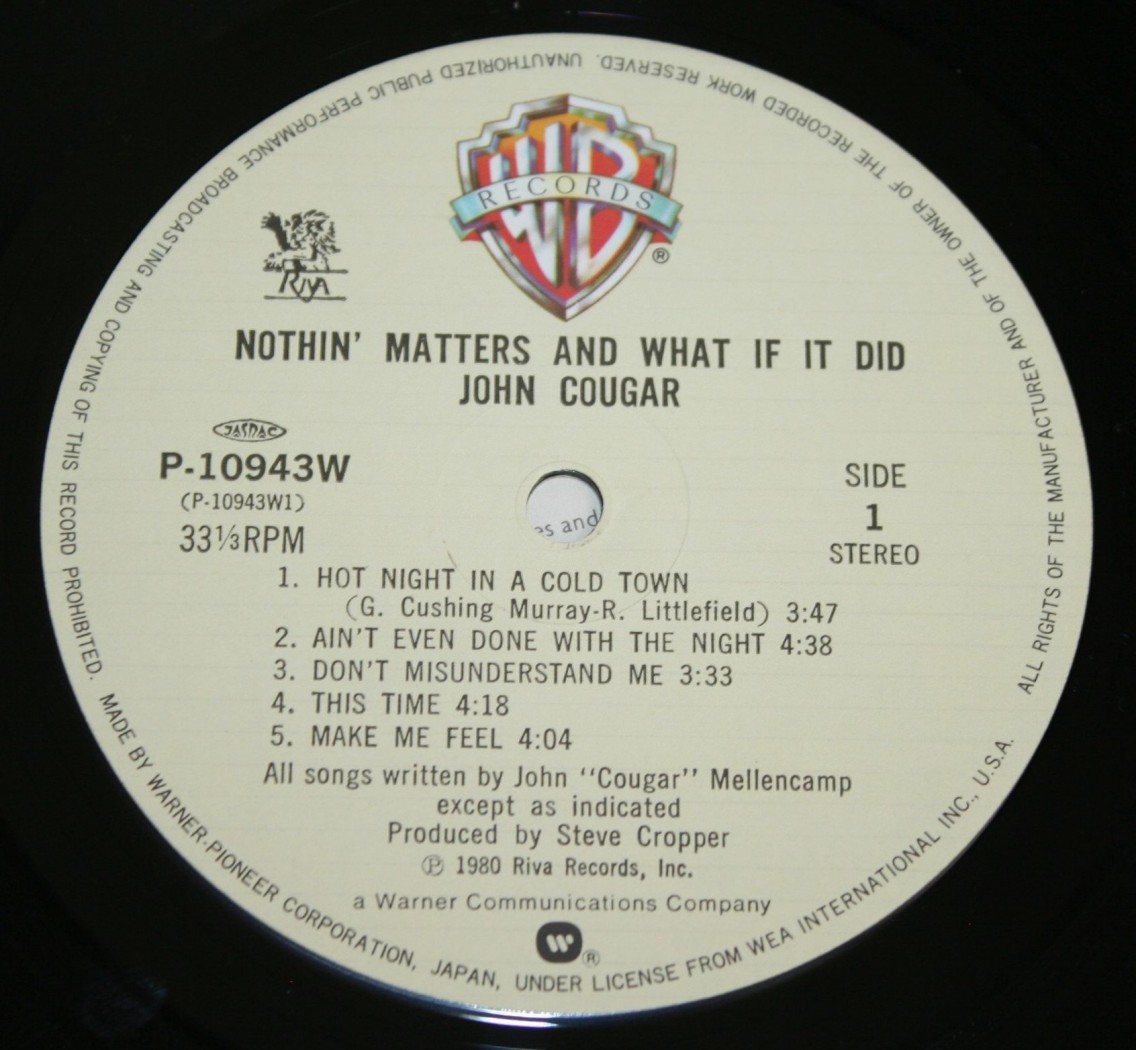 ALL RIGHTS OF THE MANUFACTURER AND OF THE OWNER OF THE RECORDED WORK RESERVED. UNAUTHORIZED PUBLIC PERFORMANCE BROADCASTING AND COPYING OF THIS RECORD PROHIBITED. MADE BY WARNER-PIONEER CORPORATION, JAPAN, UNDER LICENSE FROM WEA INTERNATIONAL INC., U.S.A.
WB
RECORDS
®
RIVA
NOTHIN' MATTERS AND WHAT IF IT DID
JOHN COUGAR
JASRAC
P-10943W
(P-10943W1)
33⅓RPM
SIDE
1
STEREO
es and
1. HOT NIGHT IN A COLD TOWN
(G. Cushing Murray-R. Littlefield) 3:47
2. AIN'T EVEN DONE WITH THE NIGHT 4:38
3. DON'T MISUNDERSTAND ME 3:33
4. THIS TIME 4:18
5. MAKE ME FEEL 4:04
All songs written by John "Cougar" Mellencamp
except as indicated
Produced by Steve Cropper
Ⓟ 1980 Riva Records, Inc.
a Warner Communications Company
®